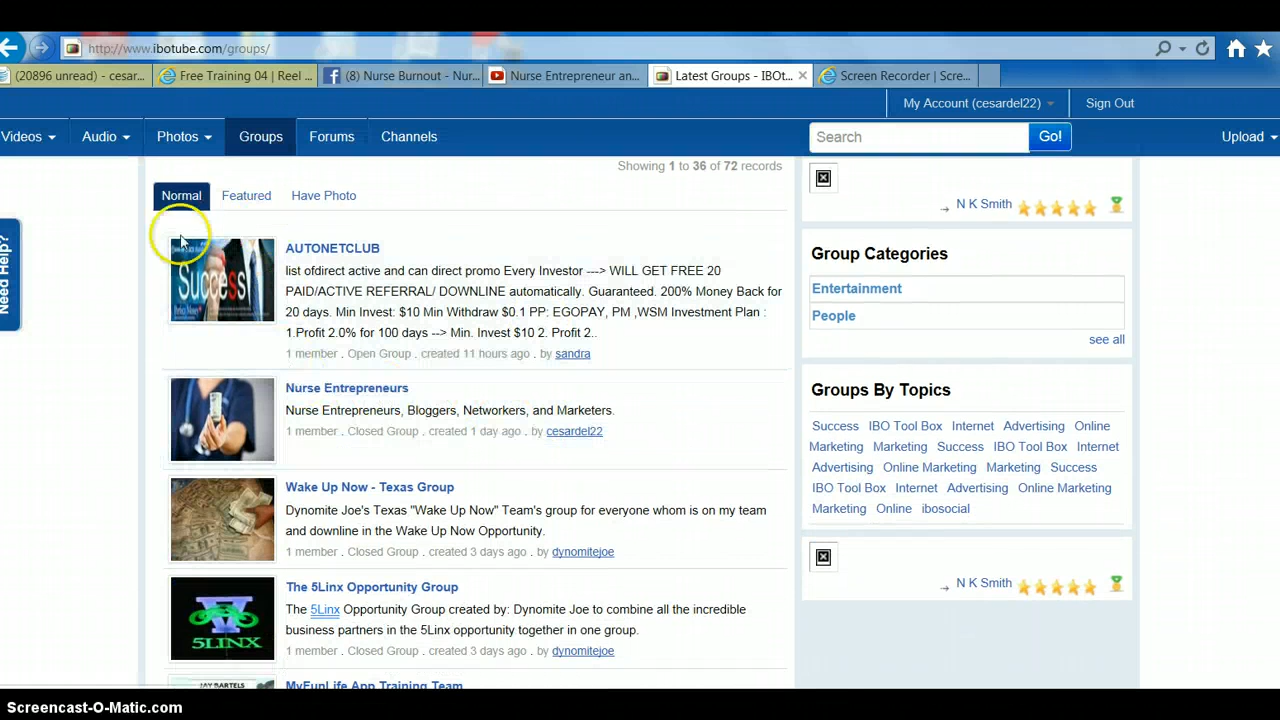 http://www.ibotube.com/groups/
(20896 unread) - cesar...
Free Training 04 | Reel ...
(8) Nurse Burnout - Nur...
Nurse Entrepreneur an...
Latest Groups - IBOt...
Screen Recorder | Scre...
My Account (cesardel22)
Sign Out
Videos
Audio
Photos
Groups
Forums
Channels
Search
Go!
Upload
Showing 1 to 36 of 72 records
Normal
Featured
Have Photo
Need Help?
Success
AUTONETCLUB
list ofdirect active and can direct promo Every Investor ---> WILL GET FREE 20
PAID/ACTIVE REFERRAL/ DOWNLINE automatically. Guaranteed. 200% Money Back for
20 days. Min Invest: $10 Min Withdraw $0.1 PP: EGOPAY, PM ,WSM Investment Plan :
1.Profit 2.0% for 100 days --> Min. Invest $10 2. Profit 2..
1 member . Open Group . created 11 hours ago . by sandra
Nurse Entrepreneurs
Nurse Entrepreneurs, Bloggers, Networkers, and Marketers.
1 member . Closed Group . created 1 day ago . by cesardel22
Wake Up Now - Texas Group
Dynomite Joe's Texas "Wake Up Now" Team's group for everyone whom is on my team
and downline in the Wake Up Now Opportunity.
1 member . Closed Group . created 3 days ago . by dynomitejoe
5LINX
The 5Linx Opportunity Group
The 5Linx Opportunity Group created by: Dynomite Joe to combine all the incredible
business partners in the 5Linx opportunity together in one group.
1 member . Closed Group . created 3 days ago . by dynomitejoe
JAY BARTELS
MyFunLife App Training Team
N K Smith
Group Categories
Entertainment
People
see all
Groups By Topics
Success IBO Tool Box Internet Advertising Online
Marketing Marketing Success IBO Tool Box Internet
Advertising Online Marketing Marketing Success
IBO Tool Box Internet Advertising Online Marketing
Marketing Online ibosocial
N K Smith
Screencast-O-Matic.com